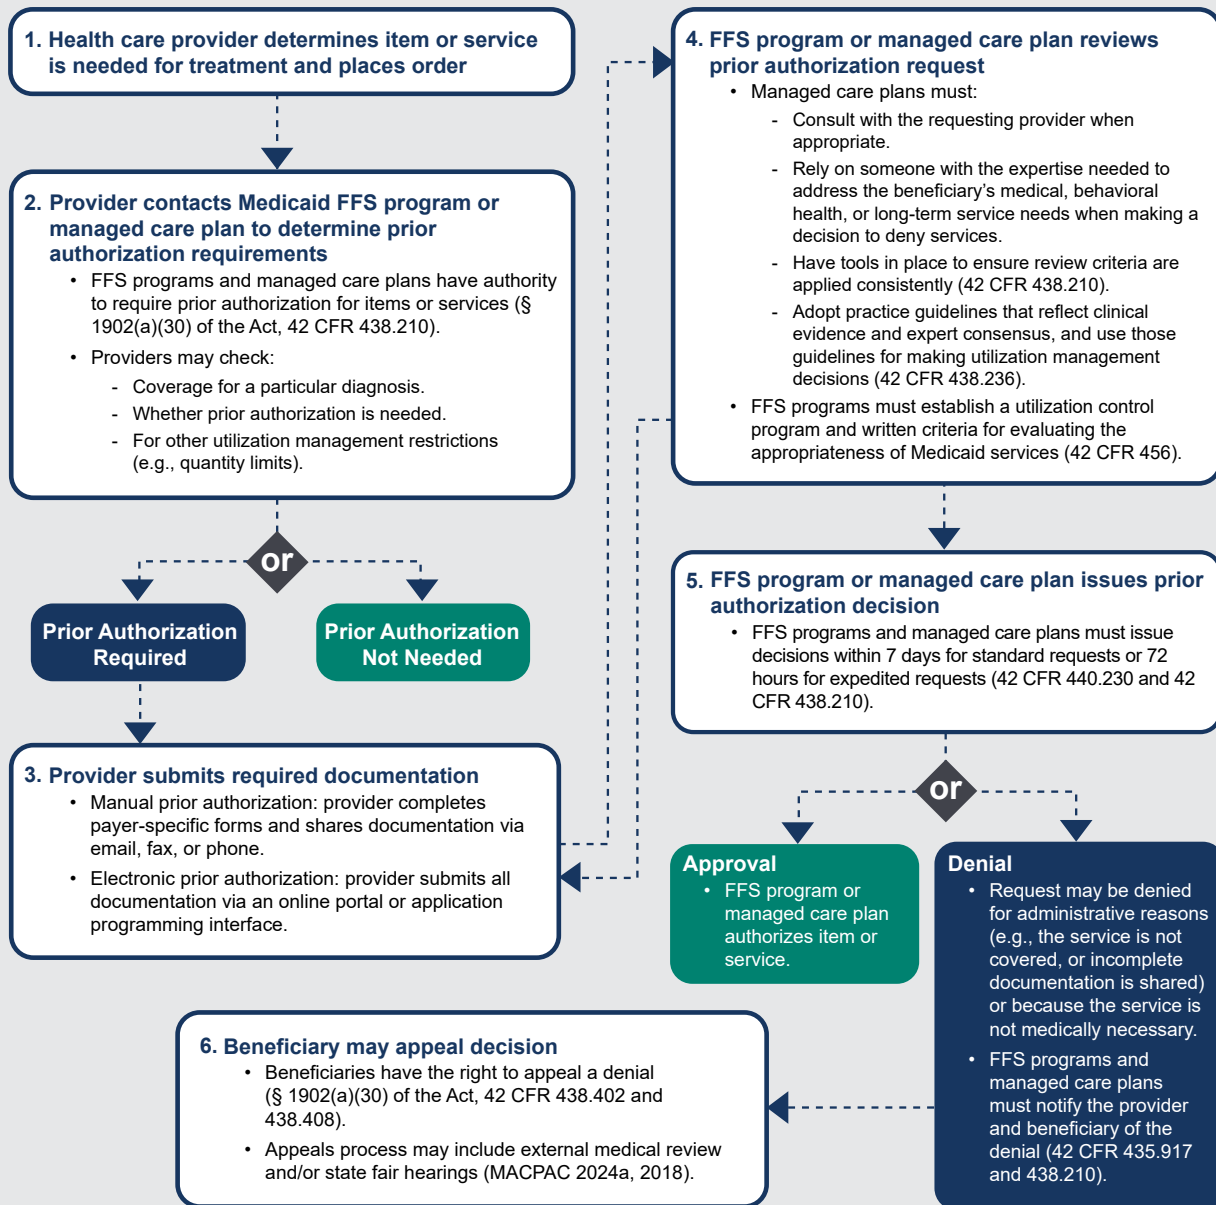 1. Health care provider determines item or service
is needed for treatment and places order
2. Provider contacts Medicaid FFS program or
managed care plan to determine prior
authorization requirements
• FFS programs and managed care plans have authority
to require prior authorization for items or services (§
1902(a)(30) of the Act, 42 CFR 438.210).
• Providers may check:
- Coverage for a particular diagnosis.
- Whether prior authorization is needed.
- For other utilization management restrictions
(e.g., quantity limits).
or
Prior Authorization
Required
Prior Authorization
Not Needed
3. Provider submits required documentation
• Manual prior authorization: provider completes
payer-specific forms and shares documentation via
email, fax, or phone.
• Electronic prior authorization: provider submits all
documentation via an online portal or application
programming interface.
4. FFS program or managed care plan reviews
prior authorization request
• Managed care plans must:
- Consult with the requesting provider when
appropriate.
- Rely on someone with the expertise needed to
address the beneficiary's medical, behavioral
health, or long-term service needs when making a
decision to deny services.
- Have tools in place to ensure review criteria are
applied consistently (42 CFR 438.210).
- Adopt practice guidelines that reflect clinical
evidence and expert consensus, and use those
guidelines for making utilization management
decisions (42 CFR 438.236).
• FFS programs must establish a utilization control
program and written criteria for evaluating the
appropriateness of Medicaid services (42 CFR 456).
5. FFS program or managed care plan issues prior
authorization decision
• FFS programs and managed care plans must issue
decisions within 7 days for standard requests or 72
hours for expedited requests (42 CFR 440.230 and 42
CFR 438.210).
or
Approval
• FFS program or
managed care plan
authorizes item or
service.
Denial
• Request may be denied
for administrative reasons
(e.g., the service is not
covered, or incomplete
documentation is shared)
or because the service is
not medically necessary.
• FFS programs and
managed care plans
must notify the provider
and beneficiary of the
denial (42 CFR 435.917
and 438.210).
6. Beneficiary may appeal decision
• Beneficiaries have the right to appeal a denial
(§ 1902(a)(30) of the Act, 42 CFR 438.402 and
438.408).
• Appeals process may include external medical review
and/or state fair hearings (MACPAC 2024a, 2018).